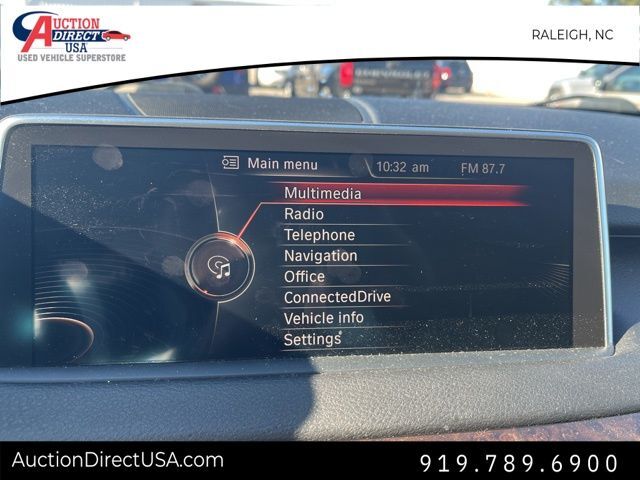 AUCTION
DIRECT
USA
USED VEHICLE SUPERSTORE
RALEIGH, NC
Main menu
10:32 am
FM 87.7
Multimedia
Radio
Telephone
Navigation
Office
ConnectedDrive
Vehicle info
Settings
AuctionDirectUSA.com
919.789.6900